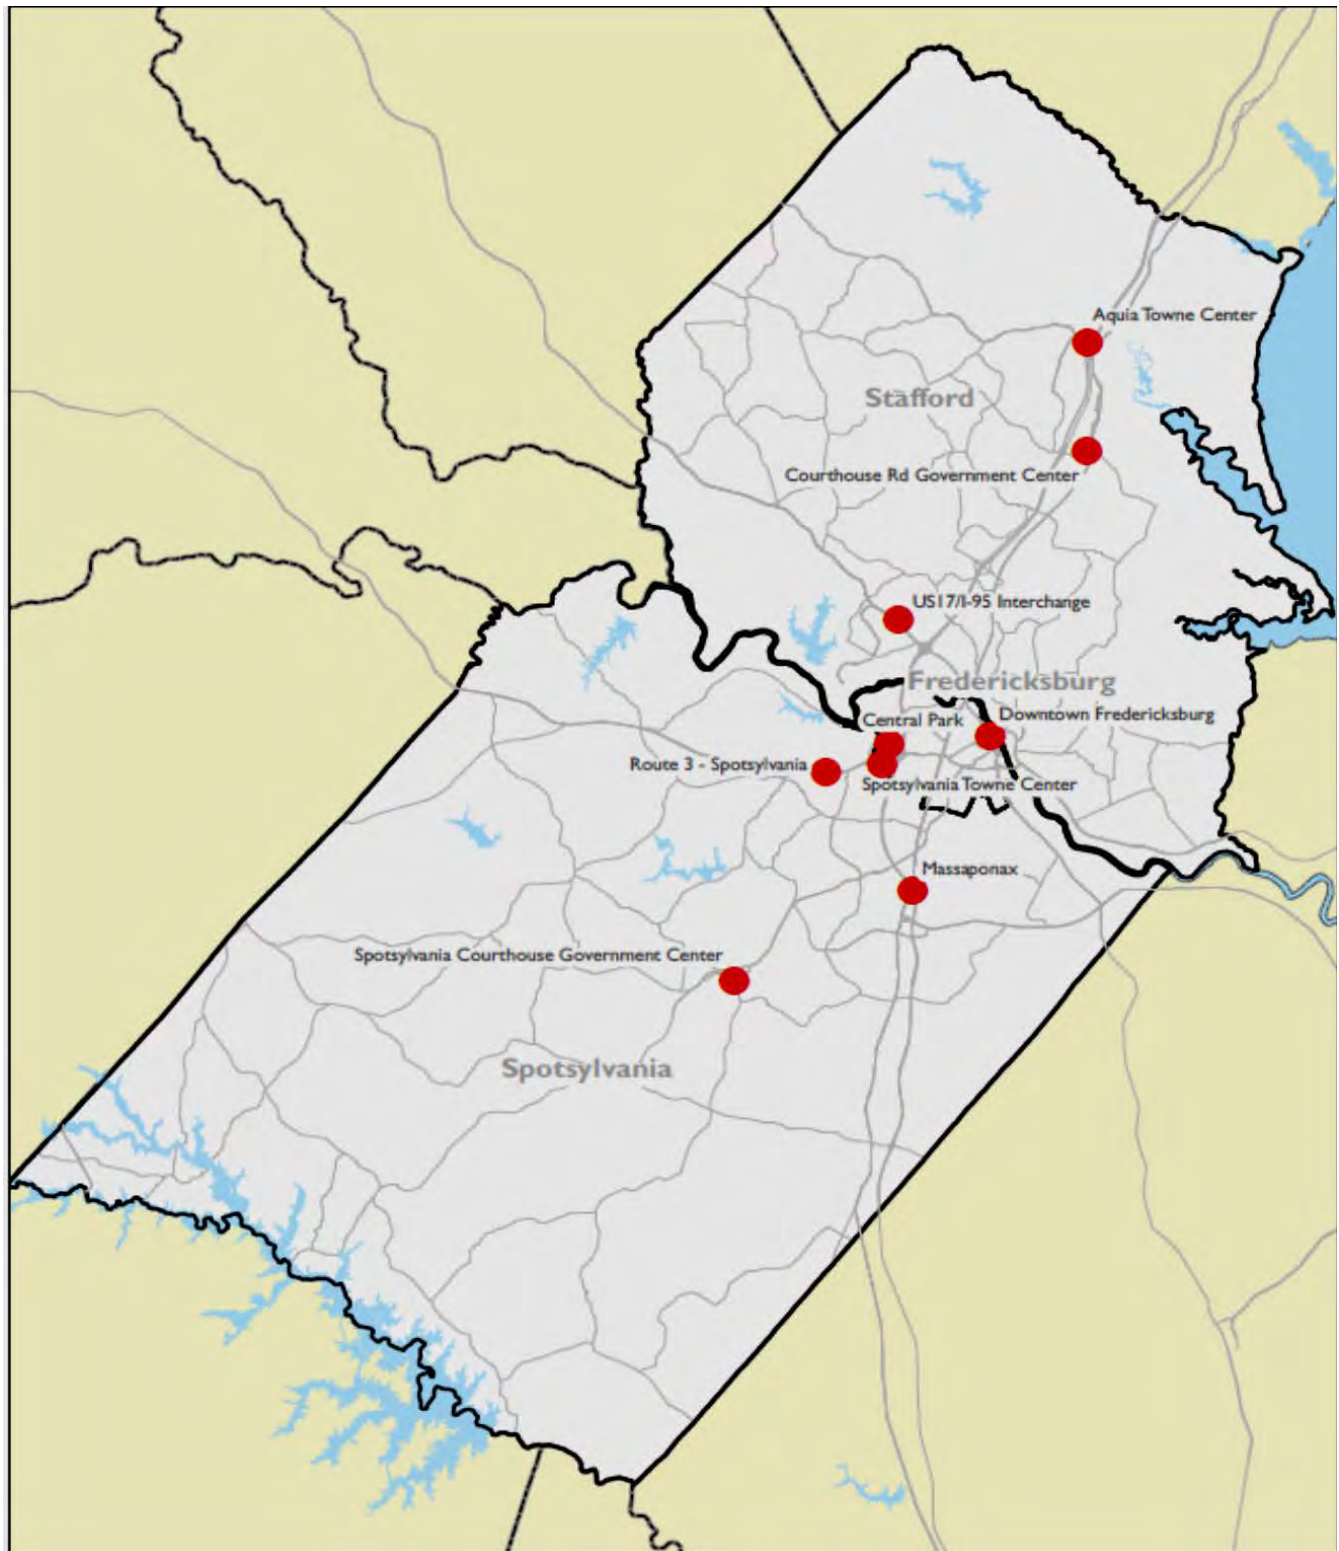 Aquia Towne Center
Stafford
Courthouse Rd Government Center
US17/I-95 Interchange
Fredericksburg
Central Park
Downtown Fredericksburg
Route 3 - Spotsylvania
Spotsylvania Towne Center
Massaponax
Spotsylvania Courthouse Government Center
Spotsylvania